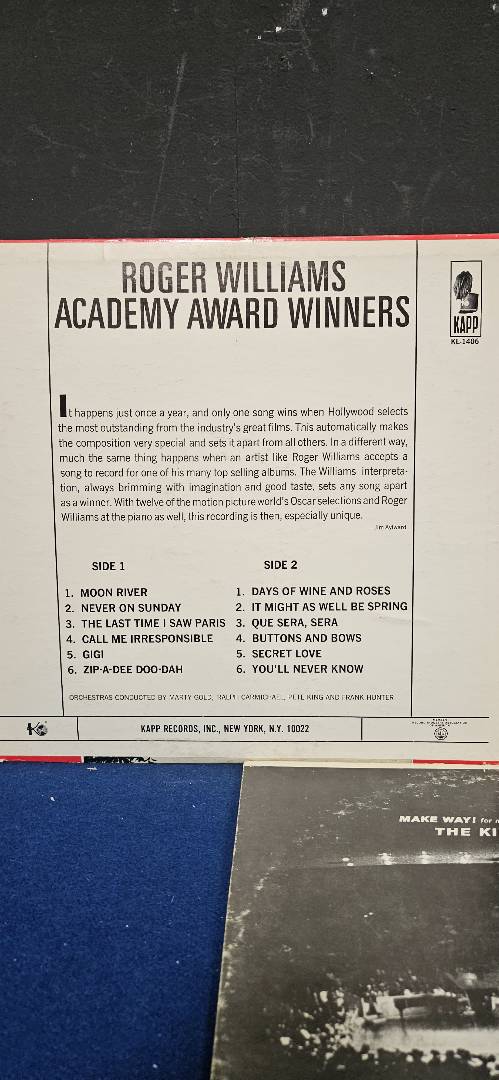 ROGER WILLIAMS
ACADEMY AWARD WINNERS
KAPP
KL-1406
It happens just once a year, and only one song wins when Hollywood selects
the most outstanding from the industry's great films. This automatically makes
the composition very special and sets it apart from all others. In a different way,
much the same thing happens when an artist like Roger Williams accepts a
song to record for one of his many top selling albums. The Williams interpreta-
tion, always brimming with imagination and good taste, sets any song apart
as a winner. With twelve of the motion picture world's Oscar selections and Roger
Williams at the piano as well, this recording is then, especially unique.
Jim Aylward
SIDE 1
1. MOON RIVER
2. NEVER ON SUNDAY
3. THE LAST TIME I SAW PARIS
4. CALL ME IRRESPONSIBLE
5. GIGI
6. ZIP-A-DEE DOO-DAH
SIDE 2
1. DAYS OF WINE AND ROSES
2. IT MIGHT AS WELL BE SPRING
3. QUE SERA, SERA
4. BUTTONS AND BOWS
5. SECRET LOVE
6. YOU'LL NEVER KNOW
ORCHESTRAS CONDUCTED BY MARTY GOLD, RALPH CARMICHAEL, PETE KING AND FRANK HUNTER
KAPP RECORDS, INC., NEW YORK, N.Y. 10022
MAKE WAY! for
THE KI